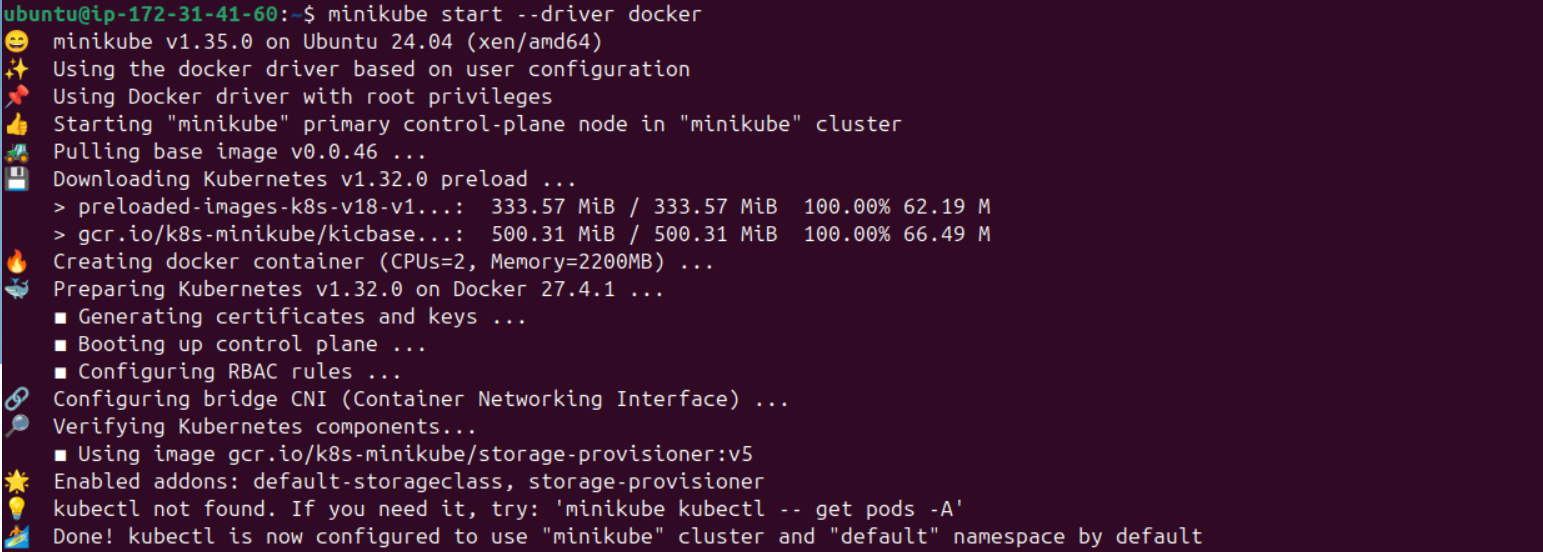 ubuntu@ip-172-31-41-60:~$ minikube start --driver docker
😄 minikube v1.35.0 on Ubuntu 24.04 (xen/amd64)
✨ Using the docker driver based on user configuration
📌 Using Docker driver with root privileges
👍 Starting "minikube" primary control-plane node in "minikube" cluster
🚜 Pulling base image v0.0.46 ...
💾 Downloading Kubernetes v1.32.0 preload ...
> preloaded-images-k8s-v18-v1...: 333.57 MiB / 333.57 MiB 100.00% 62.19 M
> gcr.io/k8s-minikube/kicbase...: 500.31 MiB / 500.31 MiB 100.00% 66.49 M
🔥 Creating docker container (CPUs=2, Memory=2200MB) ...
🐳 Preparing Kubernetes v1.32.0 on Docker 27.4.1 ...
▪ Generating certificates and keys ...
▪ Booting up control plane ...
▪ Configuring RBAC rules ...
🔗 Configuring bridge CNI (Container Networking Interface) ...
🔎 Verifying Kubernetes components...
▪ Using image gcr.io/k8s-minikube/storage-provisioner:v5
🌟 Enabled addons: default-storageclass, storage-provisioner
💡 kubectl not found. If you need it, try: 'minikube kubectl -- get pods -A'
🏄 Done! kubectl is now configured to use "minikube" cluster and "default" namespace by default